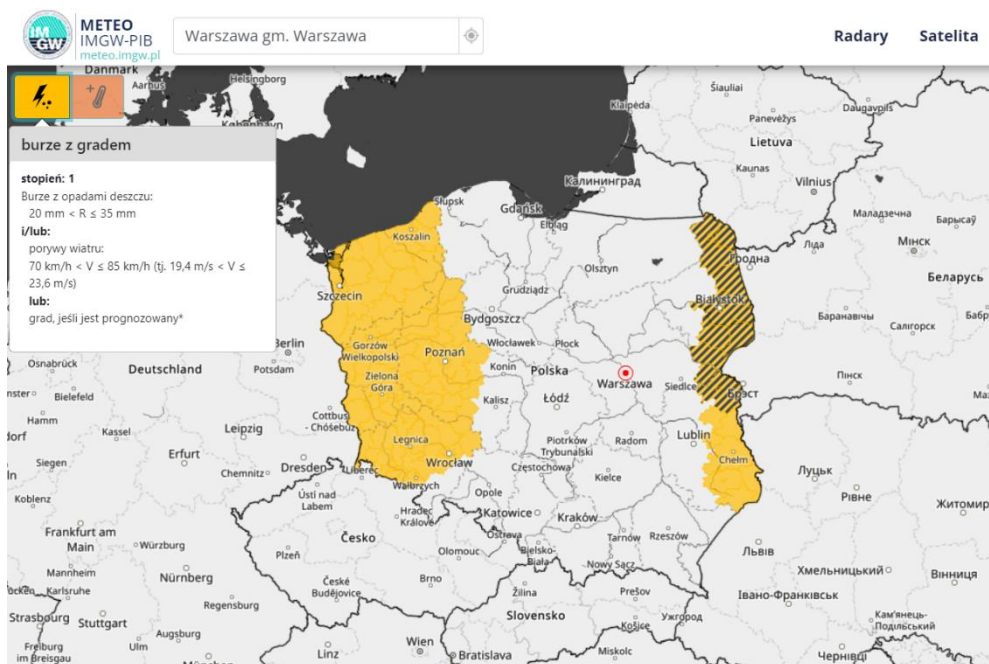 METEO
IMGW-PIB
meteo.imgw.pl
IM
GW
Warszawa gm. Warszawa
Radary
Satelita
burze z gradem
stopień: 1
Burze z opadami deszczu:
20 mm < R ≤ 35 mm
i/lub:
porywy wiatru:
70 km/h < V ≤ 85 km/h (tj. 19,4 m/s < V ≤
23,6 m/s)
lub:
grad, jeśli jest prognozowany*
Danmark
Helsingborg
Šiauliai
Klaipėda
Panevėžys
Daugavpils
Lietuva
Kaunas
Vilnius
Калининград
Słupsk
Gdańsk
Elbląg
Koszalin
Маладзечна
Барысаў
Ліда
Мінск
Гродна
Olsztyn
Беларусь
Szczecin
Grudziądz
Białystok
Баранавічы
Салігорск
Bydgoszcz
Berlin
Gorzów
Wielkopolski
Poznań
Włocławek
Płock
Osnabrück
Deutschland
Potsdam
Konin
Polska
Warszawa
Siedlce
Пінск
Брэст
Bielefeld
Zielona
Góra
Kalisz
Łódź
Hamm
Kassel
Leipzig
Cottbus
- Chóśebuz
Legnica
Piotrków
Trybunalski
Radom
Lublin
Chełm
Siegen
Erfurt
Chemnitz
Dresden
Liberec
Wrocław
Częstochowa
Kielce
Луцьк
Рівне
Житомир
Koblenz
Ústí nad
Labem
Wałbrzych
Opole
Hradec
Králové
Katowice
Kraków
Frankfurt am
Main
Würzburg
Česko
Ostrava
Tarnów
Rzeszów
Plzeň
Olomouc
Bielsko-
Biała
Nowy Sącz
Львів
Mannheim
Nürnberg
Хмельницький
Вінниця
Karlsruhe
České
Budějovice
Brno
Žilina
Prešov
Івано-Франківськ
Strasbourg
Stuttgart
Regensburg
Slovensko
Košice
Ужгород
Кам'янець-
Подільський
Augsburg
Freiburg
im Breisgau
Ulm
München
Linz
Wien
Bratislava
Miskolc
Чернівці